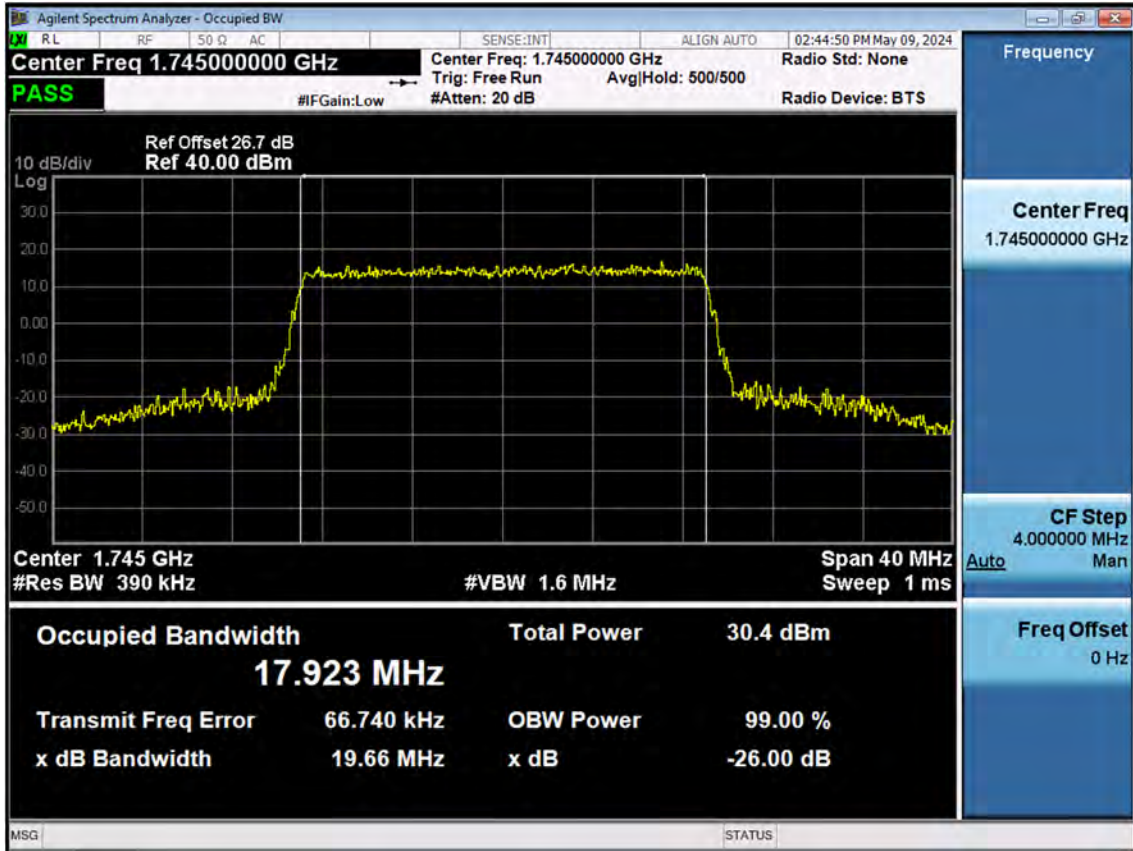 Agilent Spectrum Analyzer - Occupied BW
LXI RL RF 50 Ω AC SENSE:INT ALIGN AUTO 02:44:50 PM May 09, 2024
Center Freq 1.745000000 GHz
Center Freq: 1.745000000 GHz
Radio Std: None
Trig: Free Run Avg|Hold: 500/500
PASS
#IFGain:Low
#Atten: 20 dB
Radio Device: BTS
Ref Offset 26.7 dB
10 dB/div Ref 40.00 dBm
Log
30.0
20.0
10.0
0.00
-10.0
-20.0
-30.0
-40.0
-50.0
Center 1.745 GHz Span 40 MHz
#Res BW 390 kHz #VBW 1.6 MHz Sweep 1 ms
Occupied Bandwidth Total Power 30.4 dBm
17.923 MHz
Transmit Freq Error 66.740 kHz OBW Power 99.00 %
x dB Bandwidth 19.66 MHz x dB -26.00 dB
MSG STATUS
Frequency
Center Freq
1.745000000 GHz
CF Step
4.000000 MHz
Auto Man
Freq Offset
0 Hz